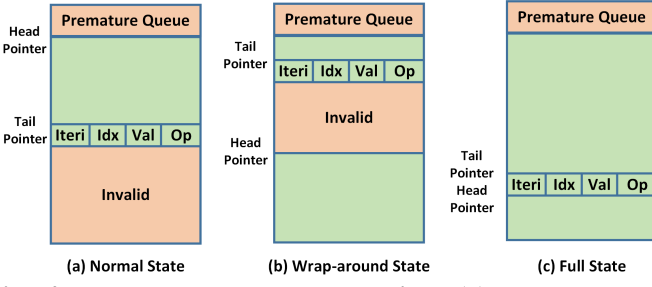 Premature Queue
Head
Pointer
Tail
Pointer
Iteri Idx Val Op
Invalid
(a) Normal State
Premature Queue
Tail
Pointer
Iteri Idx Val Op
Invalid
Head
Pointer
(b) Wrap-around State
Premature Queue
Tail
Pointer
Head
Pointer
Iteri Idx Val Op
(c) Full State